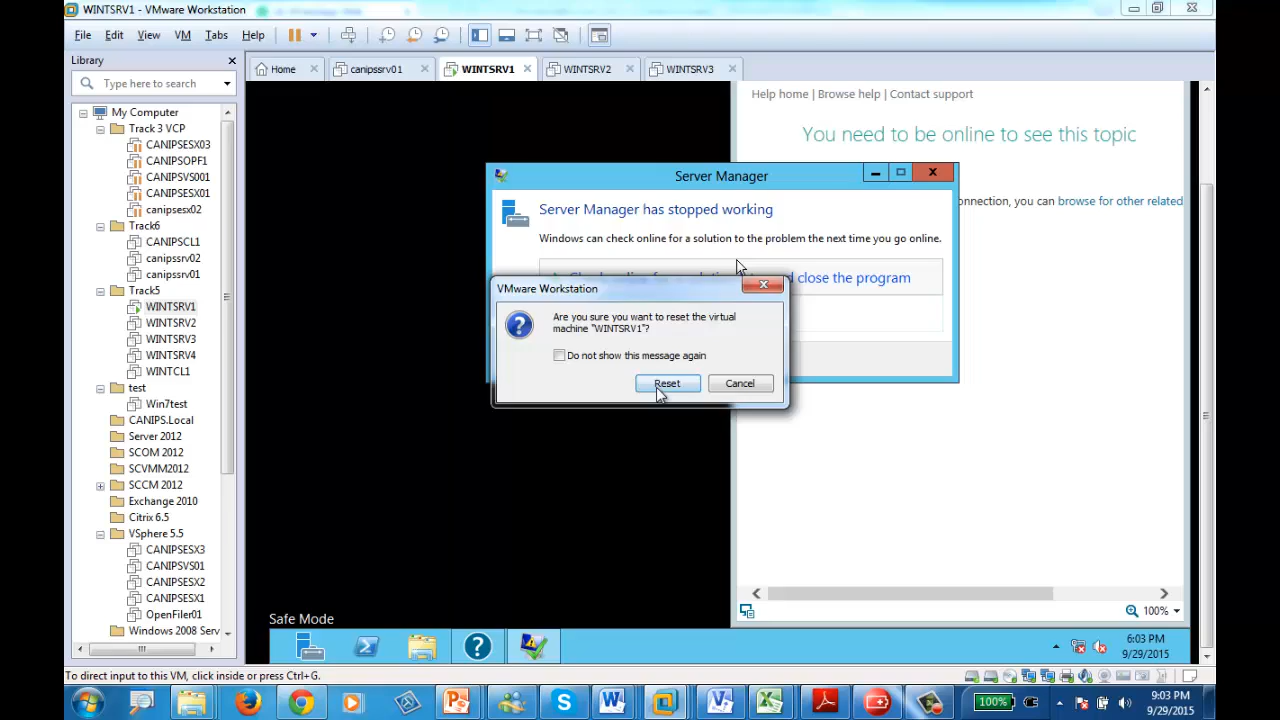 WINTSRV1 - VMware Workstation
File Edit View VM Tabs Help
Library
Type here to search
Home
canipssrv01
WINTSRV1
WINTSRV2
WINTSRV3
My Computer
Track 3 VCP
CANIPSESX03
CANIPSOPF1
CANIPSVS001
CANIPSESX01
canipsesx02
Track6
CANIPSCL1
canipssrv02
canipssrv01
Track5
WINTSRV1
WINTSRV2
WINTSRV3
WINTSRV4
WINTCL1
test
Win7test
CANIPS.Local
Server 2012
SCOM 2012
SCVMM2012
SCCM 2012
Exchange 2010
Citrix 6.5
VSphere 5.5
CANIPSESX3
CANIPSVS01
CANIPSESX2
CANIPSESX1
OpenFiler01
Windows 2008 Serv
Help home | Browse help | Contact support
You need to be online to see this topic
onnection, you can browse for other related
Server Manager
Server Manager has stopped working
Windows can check online for a solution to the problem the next time you go online.
close the program
VMware Workstation
Are you sure you want to reset the virtual
machine "WINTSRV1"?
Do not show this message again
Reset
Cancel
100%
Safe Mode
6:03 PM
9/29/2015
To direct input to this VM, click inside or press Ctrl+G.
100%
9:03 PM
9/29/2015